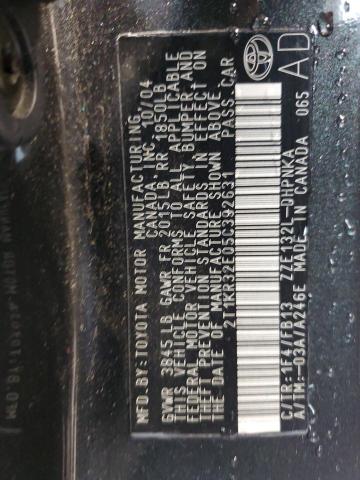 MFD BY:TOYOTA MOTOR MANUFACTURING
CANADA,INC. 10/04
GVWR 3845LB GAWR FR 2015LB RR 1850LB
THIS VEHICLE CONFORMS TO ALL APPLICABLE
FEDERAL MOTOR VEHICLE SAFETY, BUMPER, AND
THEFT PREVENTION STANDARDS IN EFFECT ON
THE DATE OF MANUFACTURE SHOWN ABOVE.
2T1KR32E05C392631 PASS.CAR
C/TR:1F4/FB13 ZZE132L-DHPNKA
A/TM:-03A/A246E MADE IN CANADA 065
TOYOTA
AD